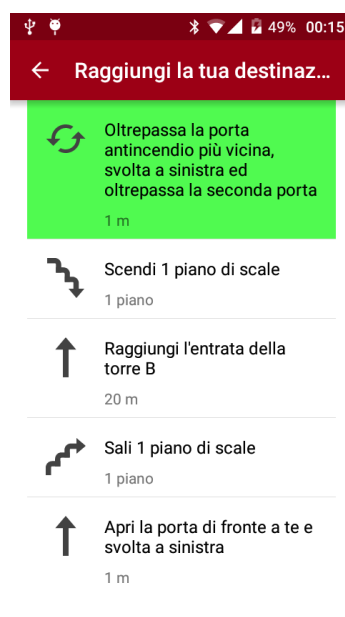 49% 00:15
Raggiungi la tua destinaz...
Oltrepassa la porta
antincendio più vicina,
svolta a sinistra ed
oltrepassa la seconda porta
1 m
Scendi 1 piano di scale
1 piano
Raggiungi l'entrata della
torre B
20 m
Sali 1 piano di scale
1 piano
Apri la porta di fronte a te e
svolta a sinistra
1 m